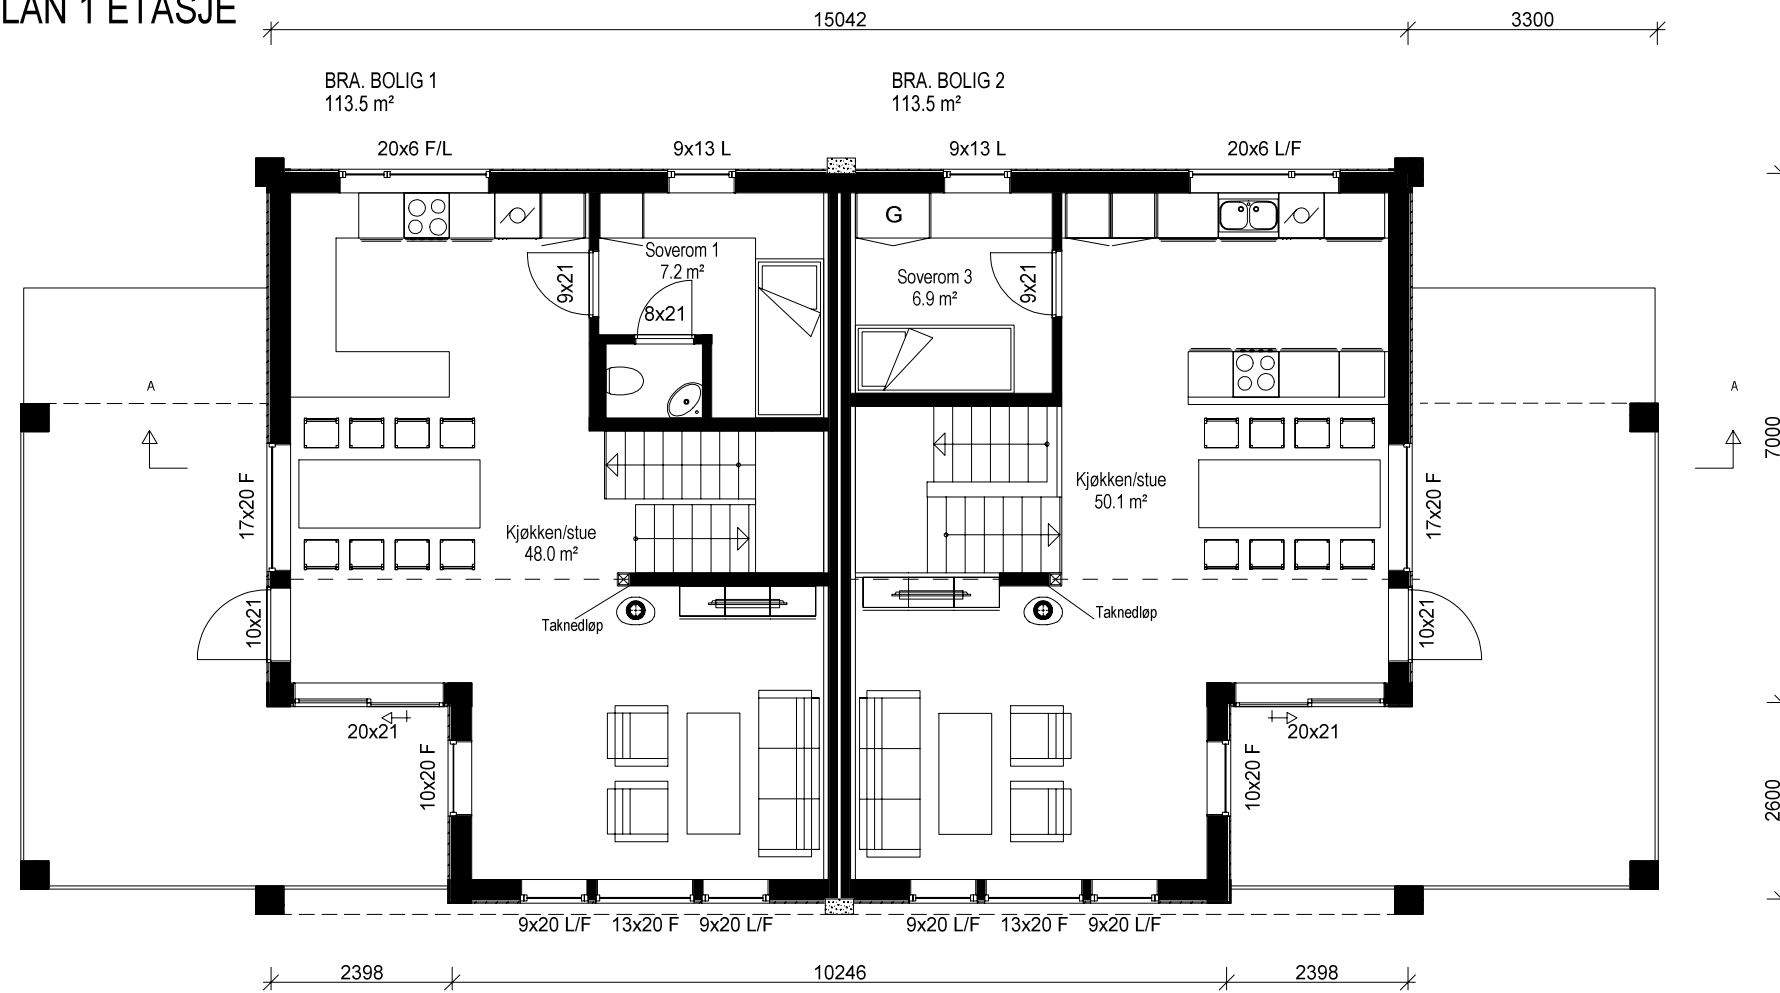 LAN 1 ETASJE
15042
3300
BRA. BOLIG 1
113.5 m²
BRA. BOLIG 2
113.5 m²
20x6 F/L
9x13 L
9x13 L
20x6 L/F
G
Soverom 1
7.2 m²
9x21
8x21
Soverom 3
6.9 m²
9x21
A
A
7000
17x20 F
Kjøkken/stue
48.0 m²
Kjøkken/stue
50.1 m²
17x20 F
10x21
Taknedløp
Taknedløp
10x21
20x21
20x21
10x20 F
10x20 F
2600
9x20 L/F
13x20 F
9x20 L/F
9x20 L/F
13x20 F
9x20 L/F
2398
10246
2398